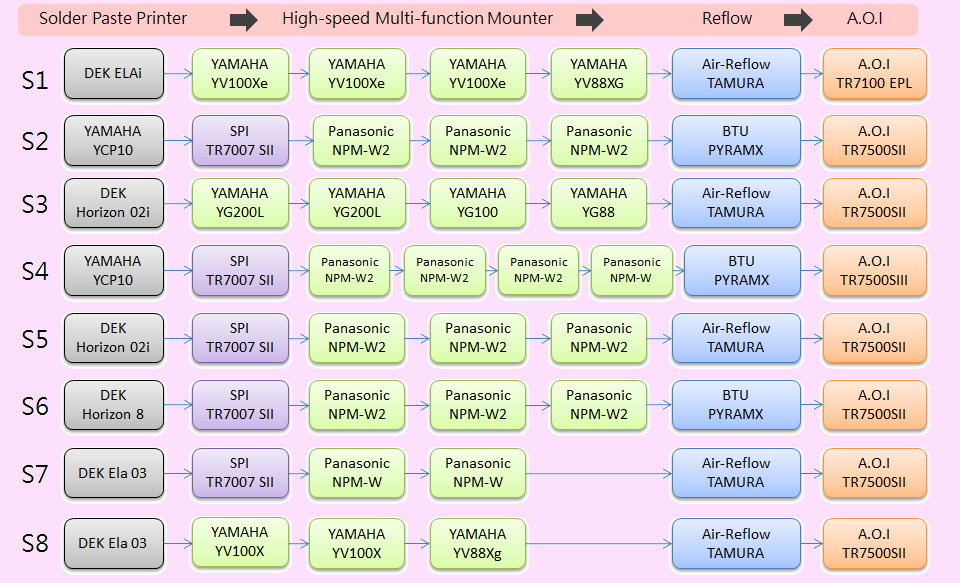 Solder Paste Printer High-speed Multi-function Mounter Reflow A.O.I
S1
DEK ELAi
YAMAHA
YV100Xe
YAMAHA
YV100Xe
YAMAHA
YV100Xe
YAMAHA
YV88XG
Air-Reflow
TAMURA
A.O.I
TR7100 EPL
S2
YAMAHA
YCP10
SPI
TR7007 SII
Panasonic
NPM-W2
Panasonic
NPM-W2
Panasonic
NPM-W2
BTU
PYRAMX
A.O.I
TR7500SII
S3
DEK
Horizon 02i
YAMAHA
YG200L
YAMAHA
YG200L
YAMAHA
YG100
YAMAHA
YG88
Air-Reflow
TAMURA
A.O.I
TR7500SII
S4
YAMAHA
YCP10
SPI
TR7007 SII
Panasonic
NPM-W2
Panasonic
NPM-W2
Panasonic
NPM-W2
Panasonic
NPM-W
BTU
PYRAMX
A.O.I
TR7500SIII
S5
DEK
Horizon 02i
SPI
TR7007 SII
Panasonic
NPM-W2
Panasonic
NPM-W2
Panasonic
NPM-W2
Air-Reflow
TAMURA
A.O.I
TR7500SII
S6
DEK
Horizon 8
SPI
TR7007 SII
Panasonic
NPM-W2
Panasonic
NPM-W2
Panasonic
NPM-W2
BTU
PYRAMX
A.O.I
TR7500SII
S7
DEK Ela 03
SPI
TR7007 SII
Panasonic
NPM-W
Panasonic
NPM-W
Air-Reflow
TAMURA
A.O.I
TR7500SII
S8
DEK Ela 03
YAMAHA
YV100X
YAMAHA
YV100X
YAMAHA
YV88Xg
Air-Reflow
TAMURA
A.O.I
TR7500SII